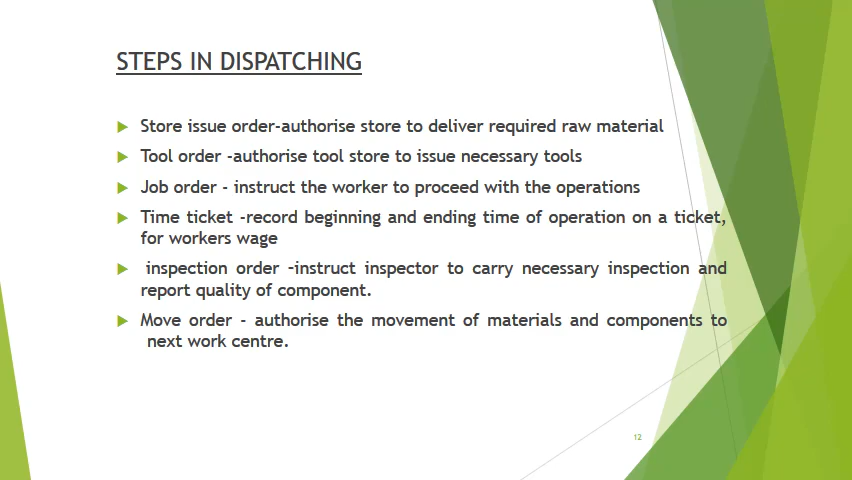 STEPS IN DISPATCHING
Store issue order-authorise store to deliver required raw material
Tool order -authorise tool store to issue necessary tools
Job order - instruct the worker to proceed with the operations
Time ticket -record beginning and ending time of operation on a ticket,
for workers wage
inspection order –instruct inspector to carry necessary inspection and
report quality of component.
Move order - authorise the movement of materials and components to
next work centre.
12